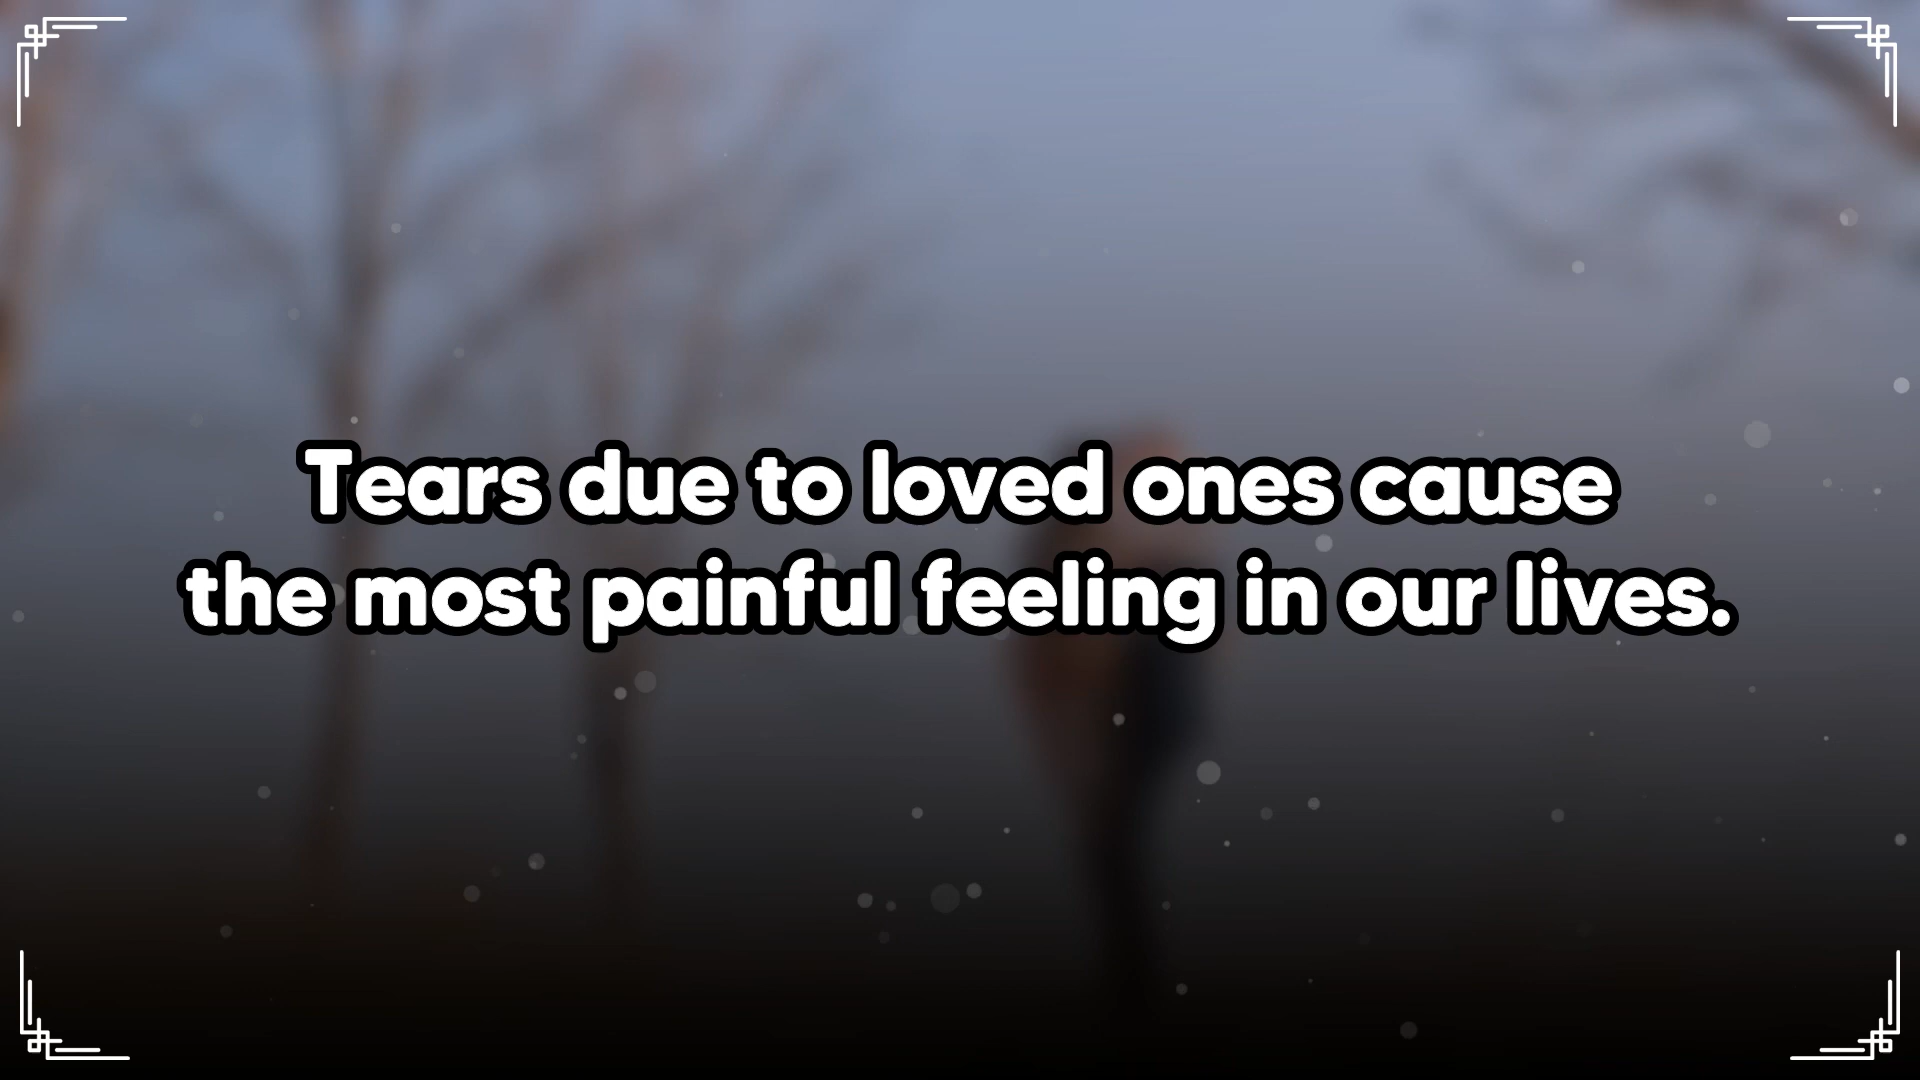 Tears due to loved ones cause
the most painful feeling in our lives.